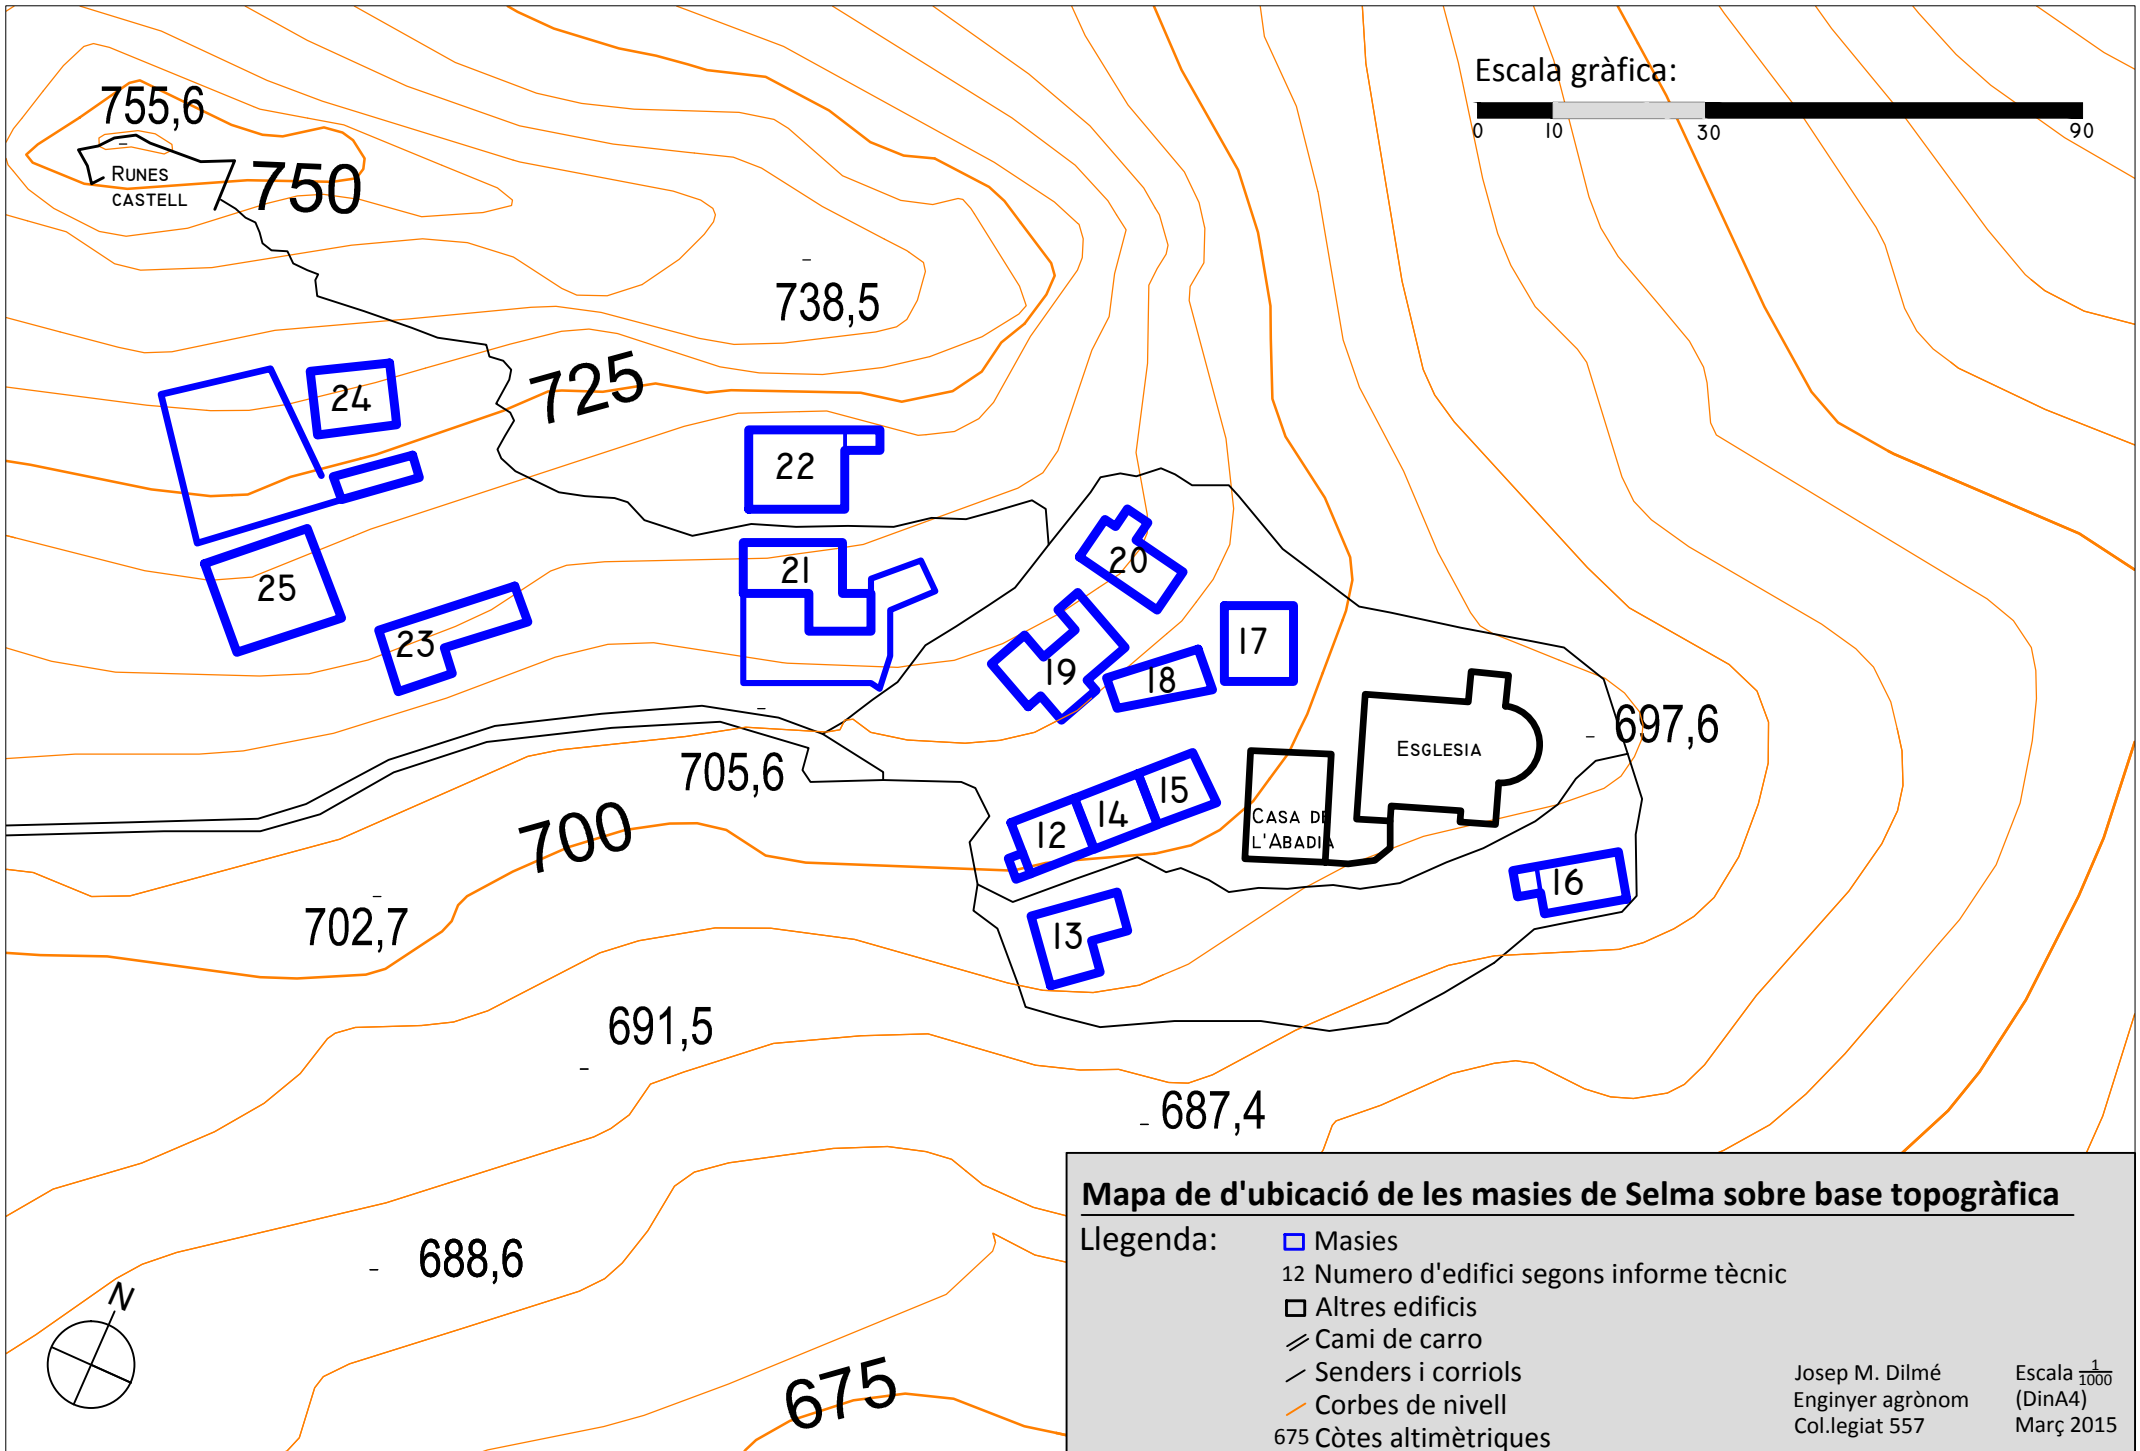 Escala gràfica:
0 10 30 90
755,6
RUNES
CASTELL
750
738,5
725
24
22
21
20
25
23
19
18
17
697,6
ESGLESIA
705,6
15
14
12
CASA DE
L'ABADIA
700
16
702,7
13
691,5
687,4
688,6
N
675
Mapa de d'ubicació de les masies de Selma sobre base topogràfica
Llegenda:
Masies
12 Numero d'edifici segons informe tècnic
Altres edificis
Cami de carro
Senders i corriols
Corbes de nivell
675 Còtes altimètriques
Josep M. Dilmé
Enginyer agrònom
Col.legiat 557
Escala 1/1000
(DinA4)
Març 2015